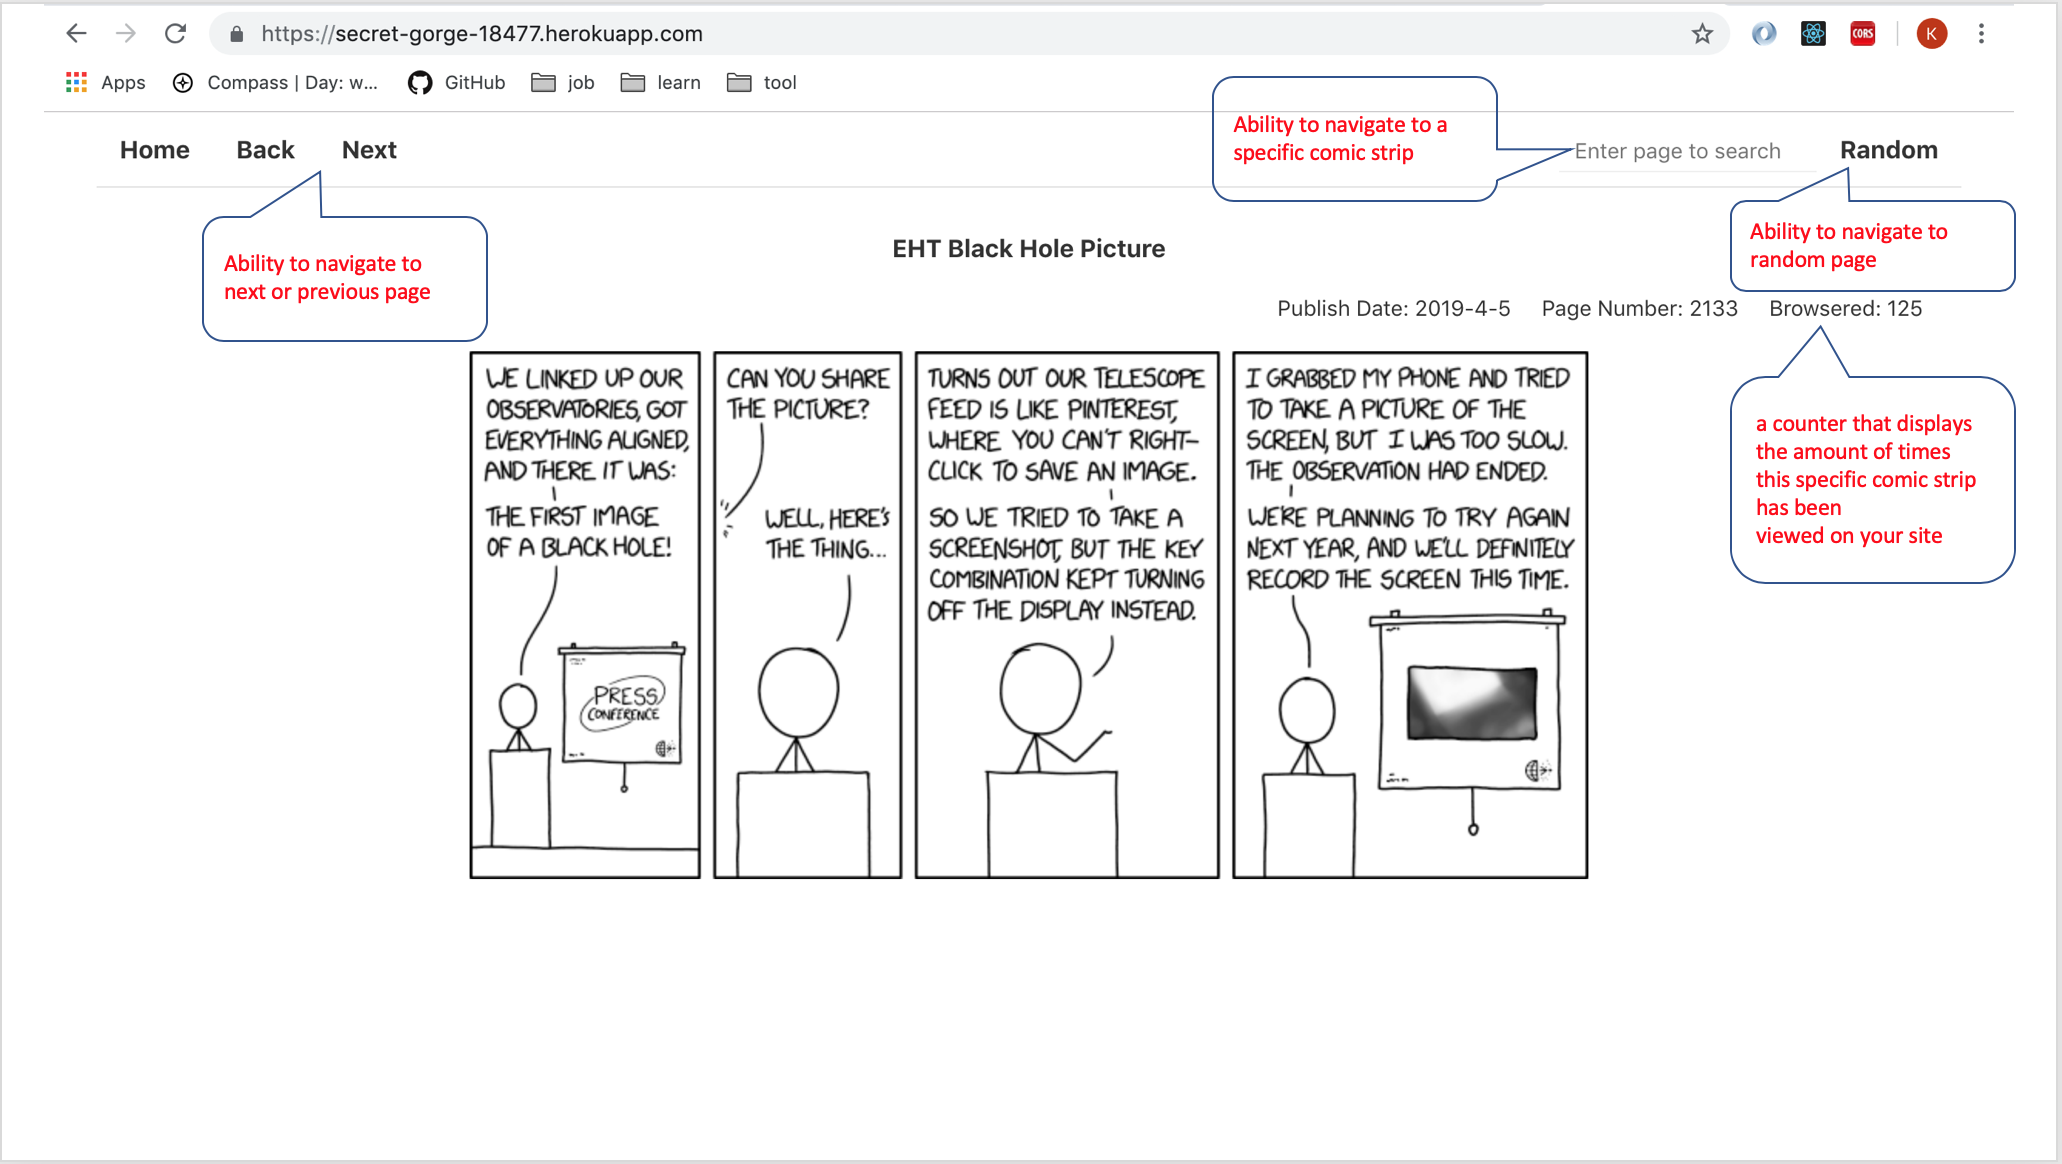 https://secret-gorge-18477.herokuapp.com
CORS
K
Apps
Compass | Day: w...
GitHub
job
learn
tool
Home
Back
Next
Ability to navigate to a
specific comic strip
Enter page to search
Random
Ability to navigate to
next or previous page
Ability to navigate to
random page
EHT Black Hole Picture
Publish Date: 2019-4-5
Page Number: 2133
Browsered: 125
a counter that displays
the amount of times
this specific comic strip
has been
viewed on your site
WE LINKED UP OUR
OBSERVATORIES, GOT
EVERYTHING ALIGNED,
AND THERE IT WAS:
THE FIRST IMAGE
OF A BLACK HOLE!
PRESS
CONFERENCE
CAN YOU SHARE
THE PICTURE?
WELL, HERE'S
THE THING...
TURNS OUT OUR TELESCOPE
FEED IS LIKE PINTEREST,
WHERE YOU CAN'T RIGHT-
CLICK TO SAVE AN IMAGE.
SO WE TRIED TO TAKE A
SCREENSHOT, BUT THE KEY
COMBINATION KEPT TURNING
OFF THE DISPLAY INSTEAD.
I GRABBED MY PHONE AND TRIED
TO TAKE A PICTURE OF THE
SCREEN, BUT I WAS TOO SLOW.
THE OBSERVATION HAD ENDED.
WE'RE PLANNING TO TRY AGAIN
NEXT YEAR, AND WE'LL DEFINITELY
RECORD THE SCREEN THIS TIME.